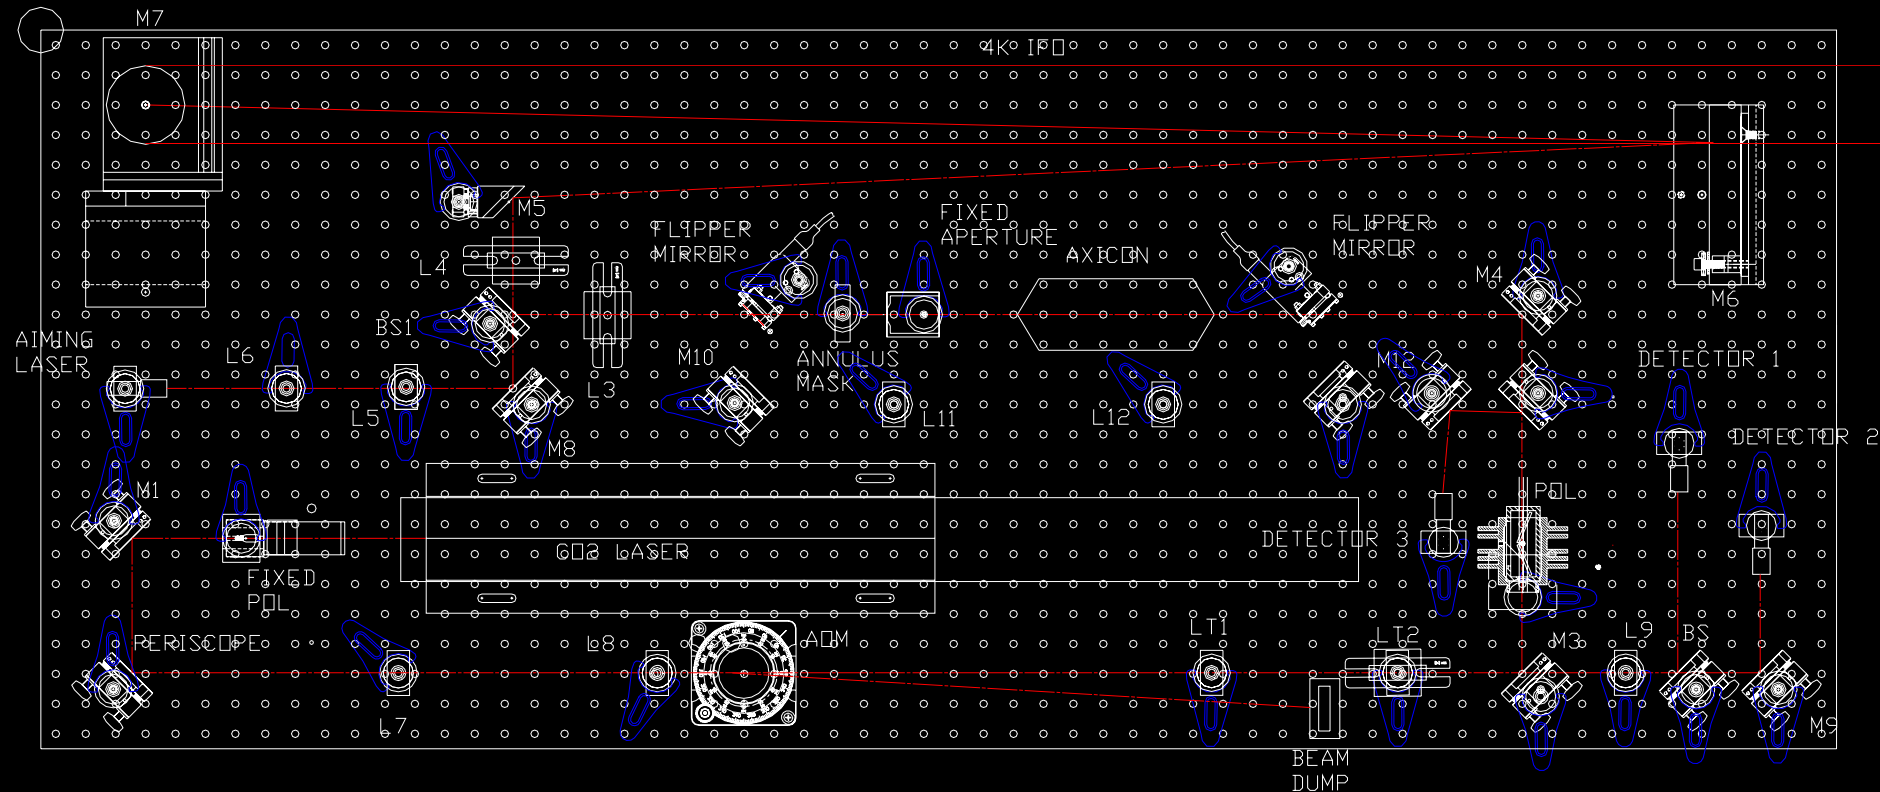 M7
4K IFO
M5
FIXED
APERTURE
FLIPPER
MIRROR
FLIPPER
MIRROR
AXICON
L4
M4
M6
BS1
AIMING
LASER
L6
M10
ANNULUS
MASK
M12
DETECTOR 1
L3
L5
L11
L12
M8
DETECTOR 2
M1
POL
CO2 LASER
DETECTOR 3
FIXED
POL
PERISCOPE
L8
AOM
LT1
LT2
M3
L9
BS
L7
M9
BEAM
DUMP